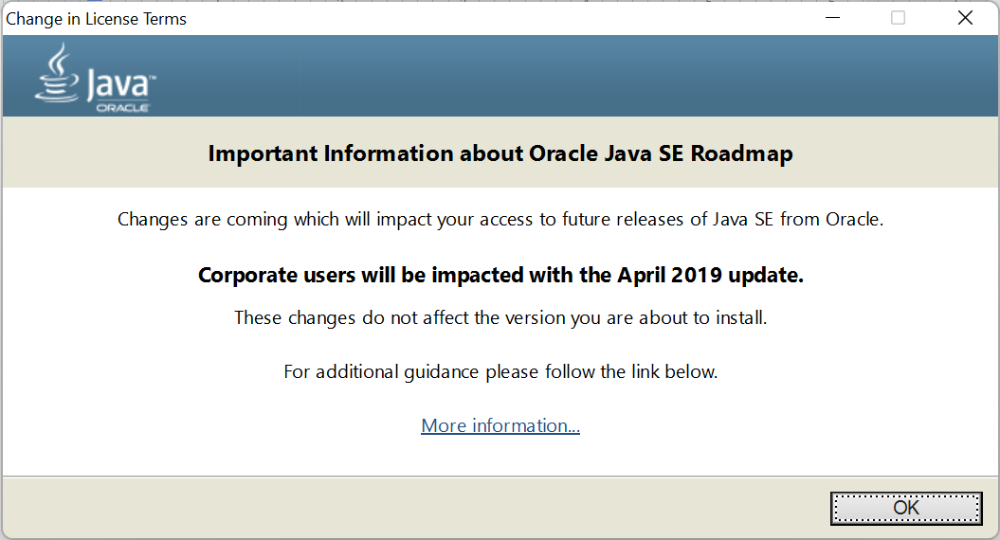 Change in License Terms
Java™
ORACLE
Important Information about Oracle Java SE Roadmap
Changes are coming which will impact your access to future releases of Java SE from Oracle.
Corporate users will be impacted with the April 2019 update.
These changes do not affect the version you are about to install.
For additional guidance please follow the link below.
More information...
OK